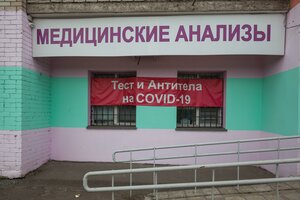 МЕДИЦИНСКИЕ АНАЛИЗЫ
Тест и Антитела
на COVID-19